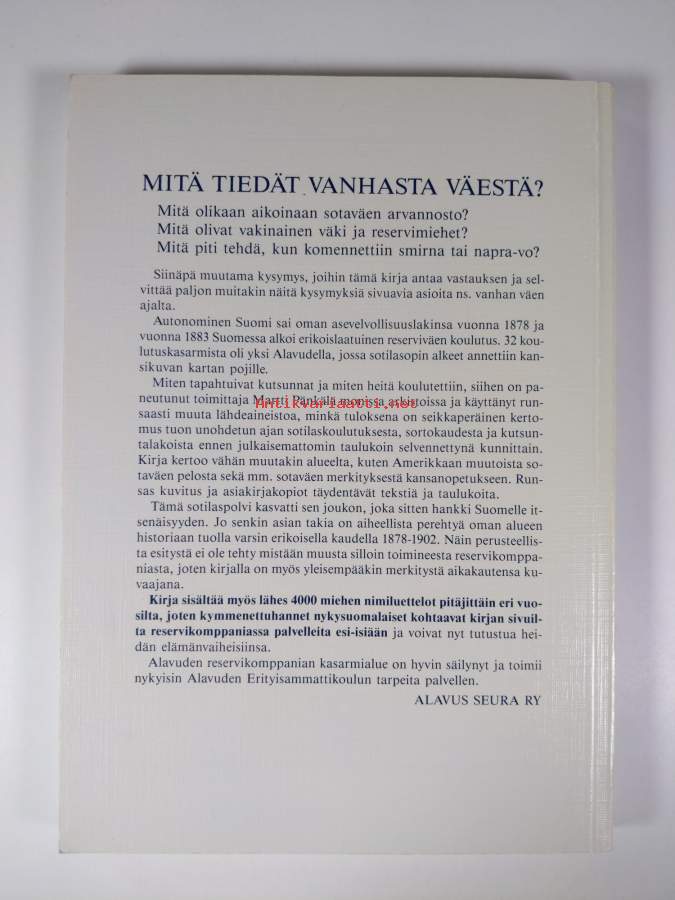 MITÄ TIEDÄT VANHASTA VÄESTÄ?
Mitä olikaan aikoinaan sotaväen arvannosto?
Mitä olivat vakinainen väki ja reservimiehet?
Mitä piti tehdä, kun komennettiin smirna tai napra-vo?
Siinäpä muutama kysymys, joihin tämä kirja antaa vastauksen ja sel-
vittää paljon muitakin näitä kysymyksiä sivuavia asioita ns. vanhan väen
ajalta.
Autonominen Suomi sai oman asevelvollisuuslakinsa vuonna 1878 ja
vuonna 1883 Suomessa alkoi erikoislaatuinen reserviväen koulutus. 32 kou-
lutuskasarmista oli yksi Alavudella, jossa sotilasopin alkeet annettiin kan-
sikuvan kartan pojille.
Miten tapahtuivat kutsunnat ja miten heitä koulutettiin, siihen on pa-
neutunut toimittaja Martti Pänkälä monissa arkistoissa ja käyttänyt run-
Antikvariaatti.net
saasti muuta lähdeaineistoa, minkä tuloksena on seikkaperäinen kerto-
mus tuon unohdetun ajan sotilaskoulutuksesta, sortokaudesta ja kutsun-
talakoista ennen julkaisemattomin taulukoin selvennettynä kunnittain.
Kirja kertoo vähän muutakin alueelta, kuten Amerikkaan muutoista so-
taväen pelosta sekä mm. sotaväen merkityksestä kansanopetukseen. Run-
sas kuvitus ja asiakirjakopiot täydentävät tekstiä ja taulukoita.
Tämä sotilaspolvi kasvatti sen joukon, joka sitten hankki Suomelle it-
senäisyyden. Jo senkin asian takia on aiheellista perehtyä oman alueen
historiaan tuolla varsin erikoisella kaudella 1878-1902. Näin perusteellis-
ta esitystä ei ole tehty mistään muusta silloin toimineesta reservikomppa-
niasta, joten kirjalla on myös yleisempääkin merkitystä aikakautensa ku-
vaajana.
Kirja sisältää myös lähes 4000 miehen nimiluettelot pitäjittäin eri vuo-
silta, joten kymmenettuhannet nykysuomalaiset kohtaavat kirjan sivuil-
ta reservikomppaniassa palvelleita esi-isiään ja voivat nyt tutustua hei-
dän elämänvaiheisiinsa.
Alavuden reservikomppanian kasarmialue on hyvin säilynyt ja toimii
nykyisin Alavuden Erityisammattikoulun tarpeita palvellen.
ALAVUS SEURA RY